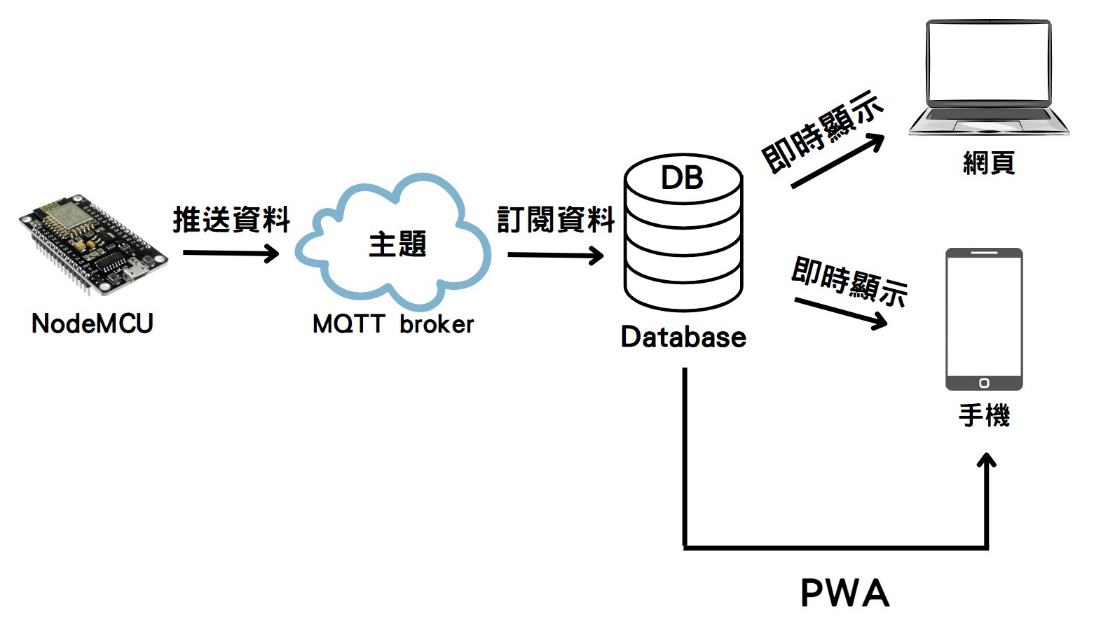 即時顯示
網頁
DB
推送資料
主題
訂閱資料
即時顯示
NodeMCU
MQTT broker
Database
手機
PWA